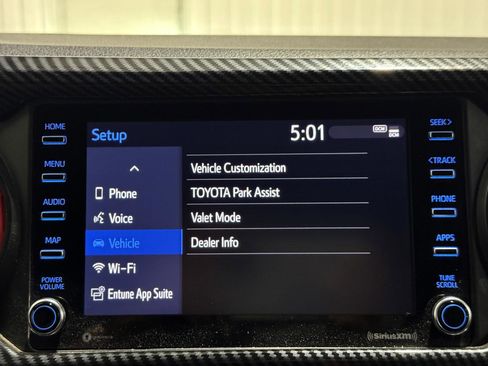 HOME
MENU
AUDIO
MAP
POWER
VOLUME
Setup
5:01
DCM
Phone
Voice
Vehicle
Wi-Fi
Entune App Suite
Vehicle Customization
TOYOTA Park Assist
Valet Mode
Dealer Info
SEEK >
< TRACK
PHONE
APPS
TUNE
SCROLL
SiriusXM